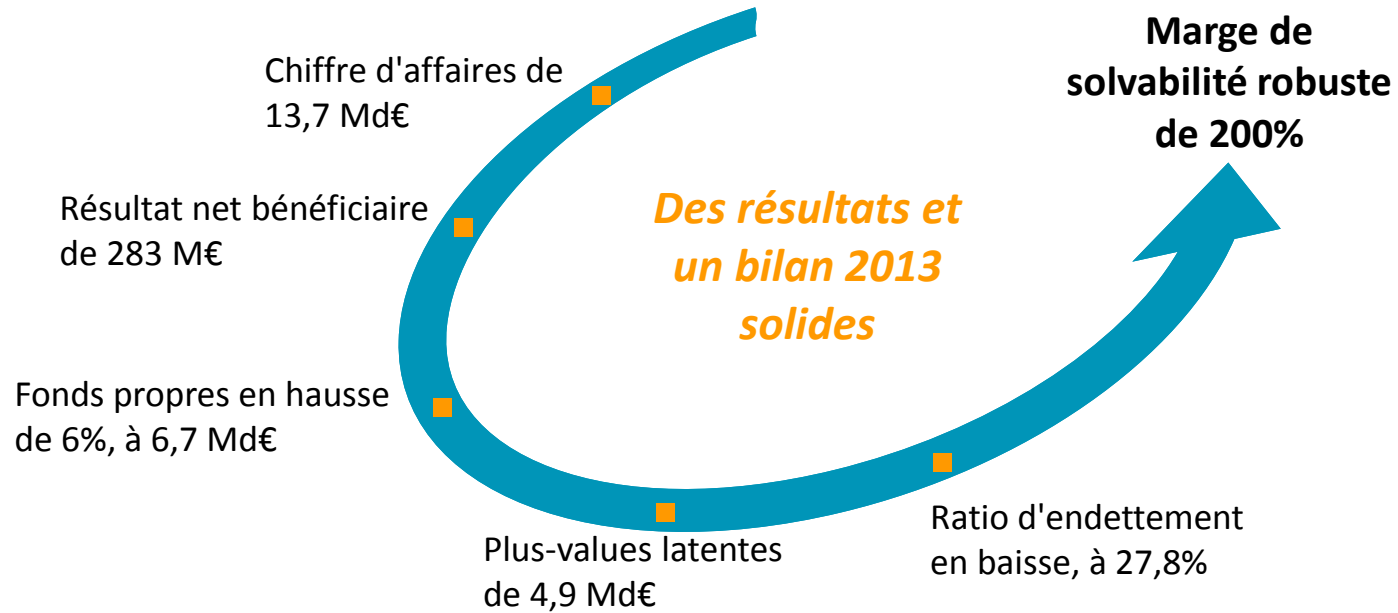 Chiffre d'affaires de
13,7 Md€
Résultat net bénéficiaire
de 283 M€
Fonds propres en hausse
de 6%, à 6,7 Md€
Plus-values latentes
de 4,9 Md€
Ratio d'endettement
en baisse, à 27,8%
Marge de
solvabilité robuste
de 200%
Des résultats et
un bilan 2013
solides